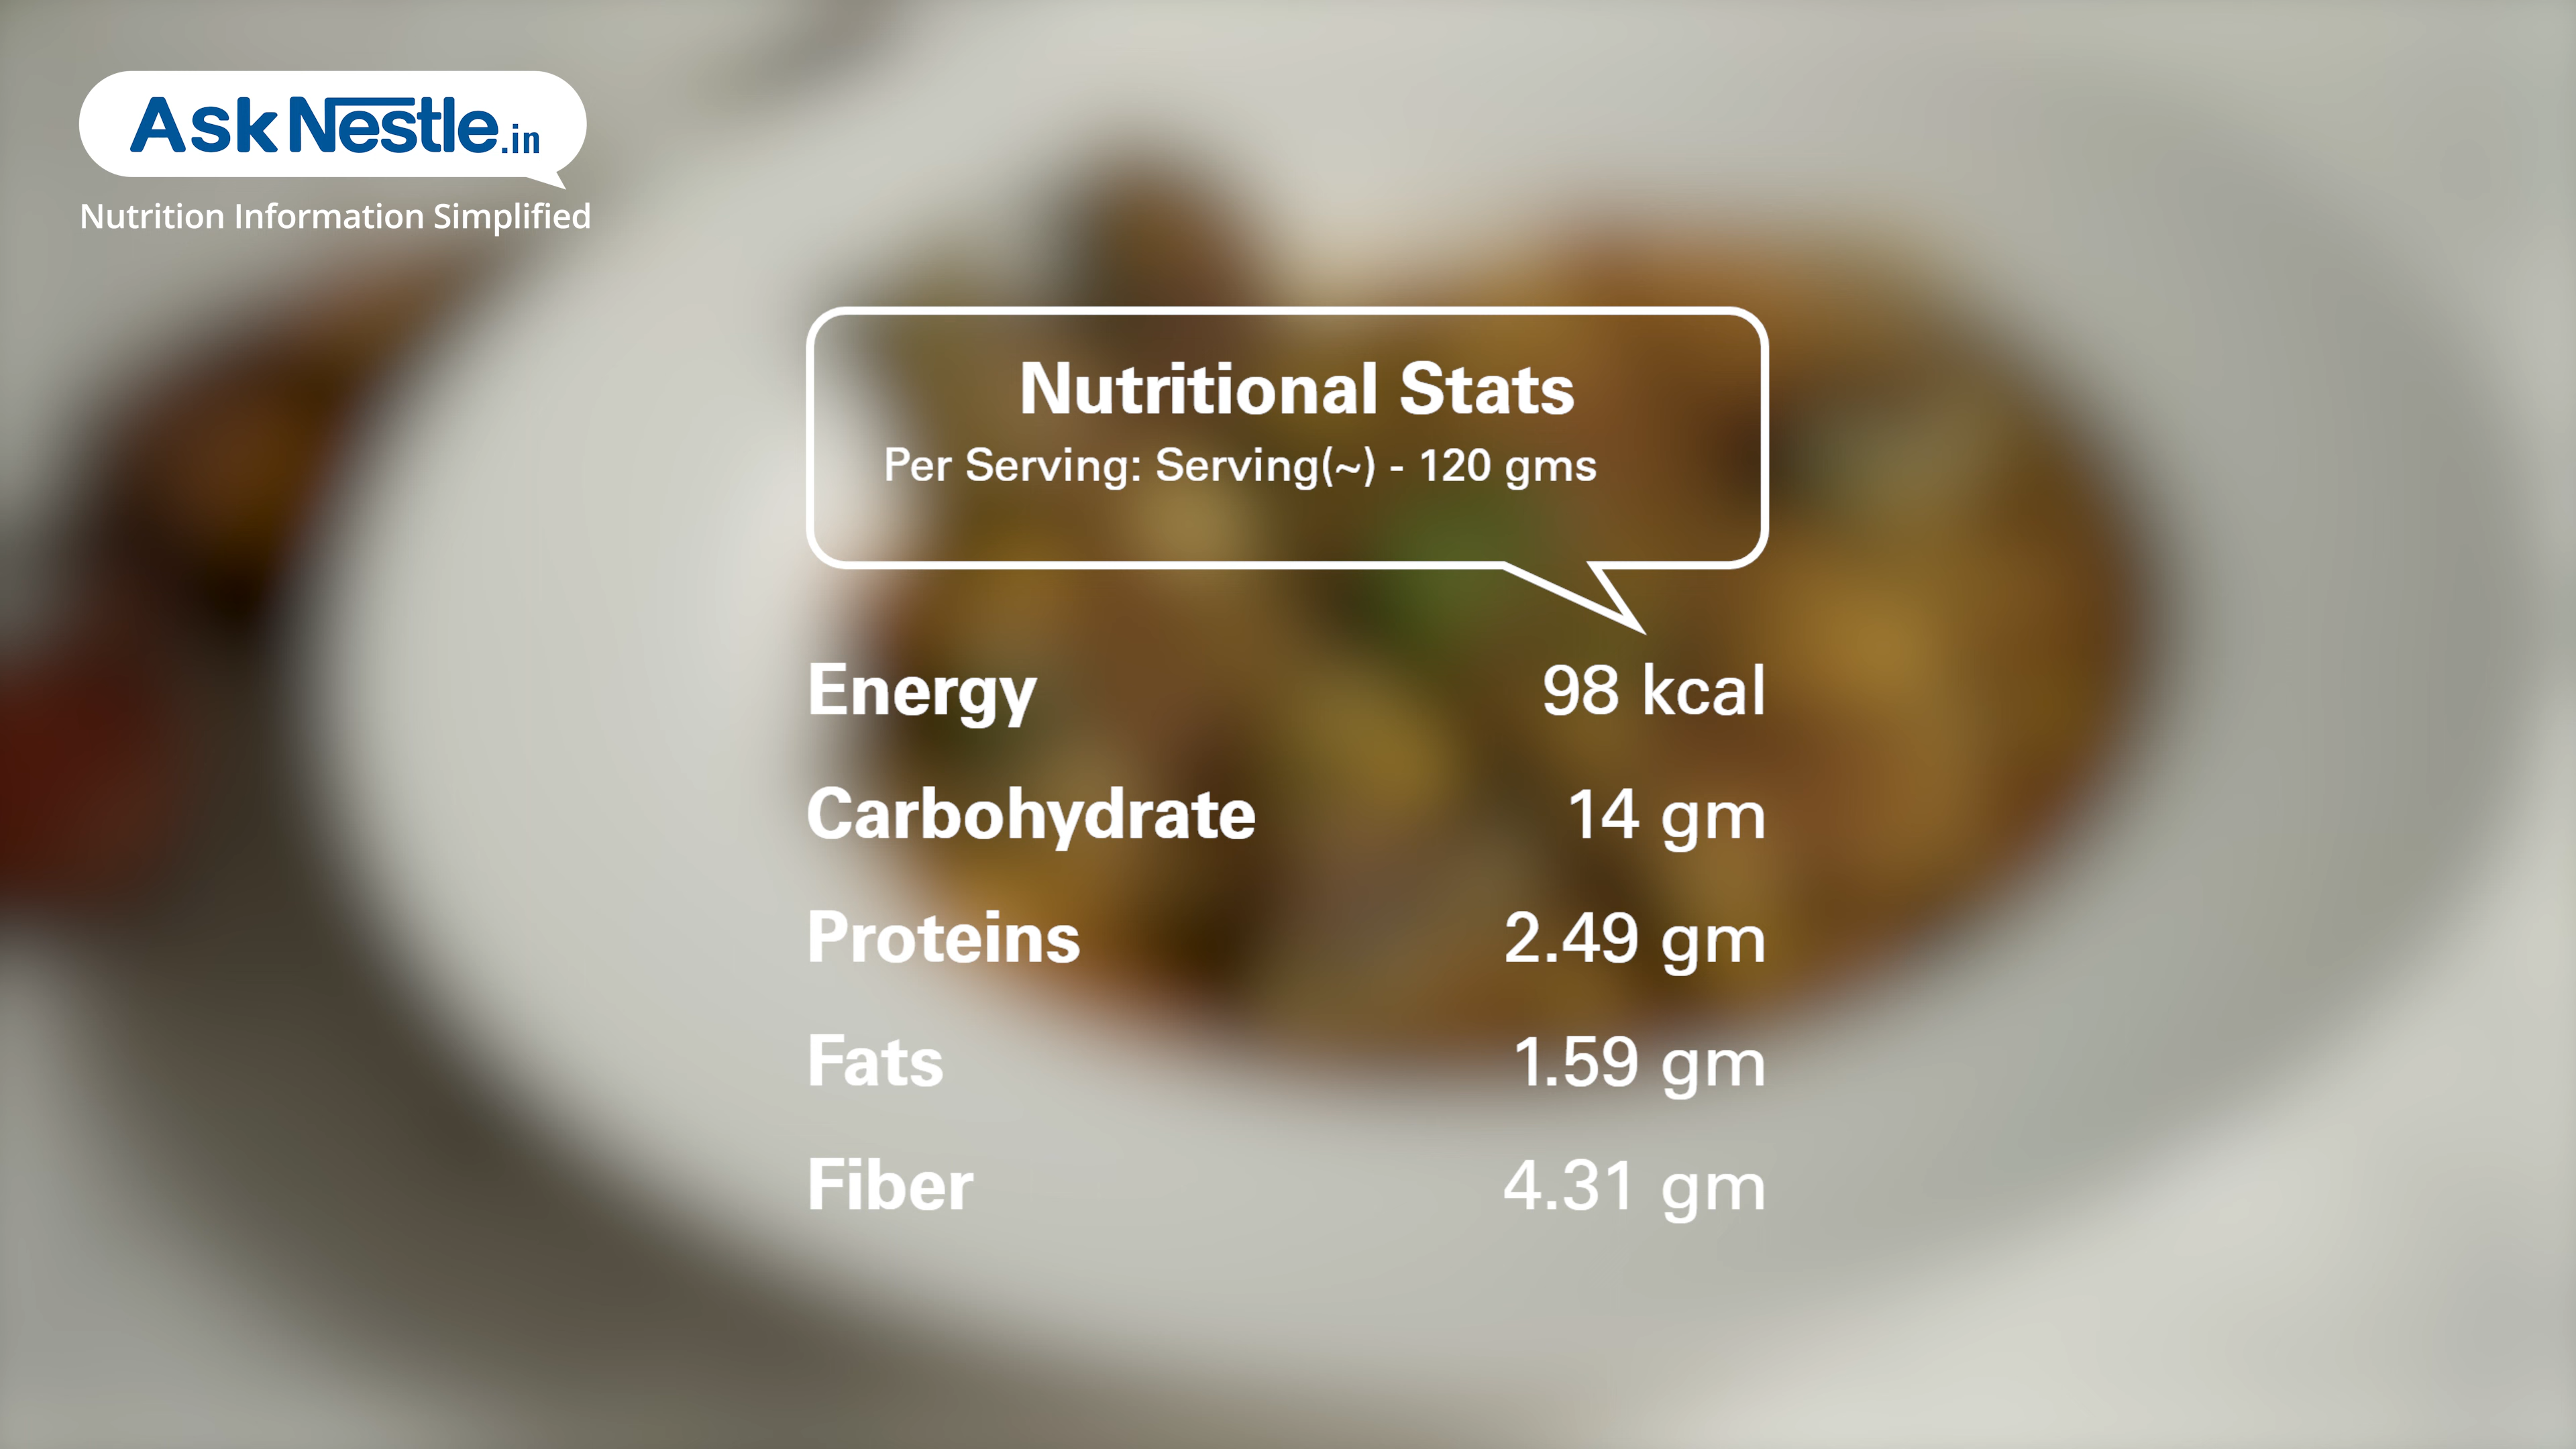 AskNestle.in
Nutrition Information Simplified
Nutritional Stats
Per Serving: Serving(~) - 120 gms
Energy 98 kcal
Carbohydrate 14 gm
Proteins 2.49 gm
Fats 1.59 gm
Fiber 4.31 gm